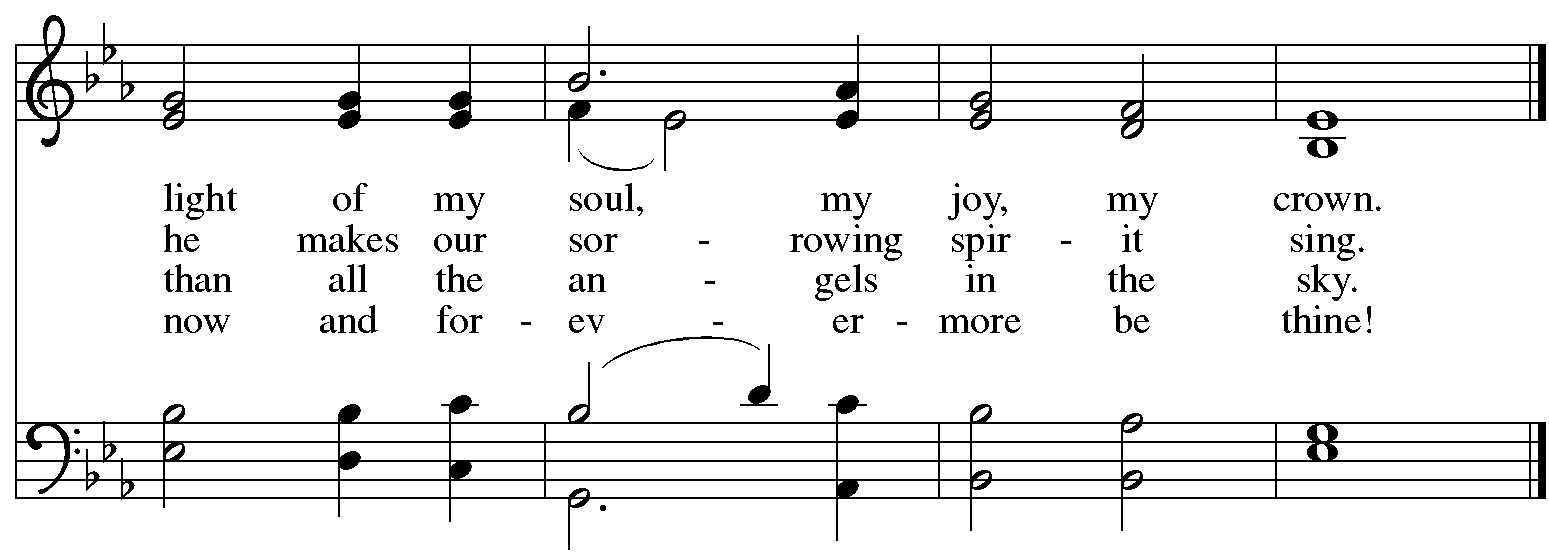 light of my soul, my joy, my crown.
he makes our sor - rowing spir - it sing.
than all the an - gels in the sky.
now and for - ev - er - more be thine!